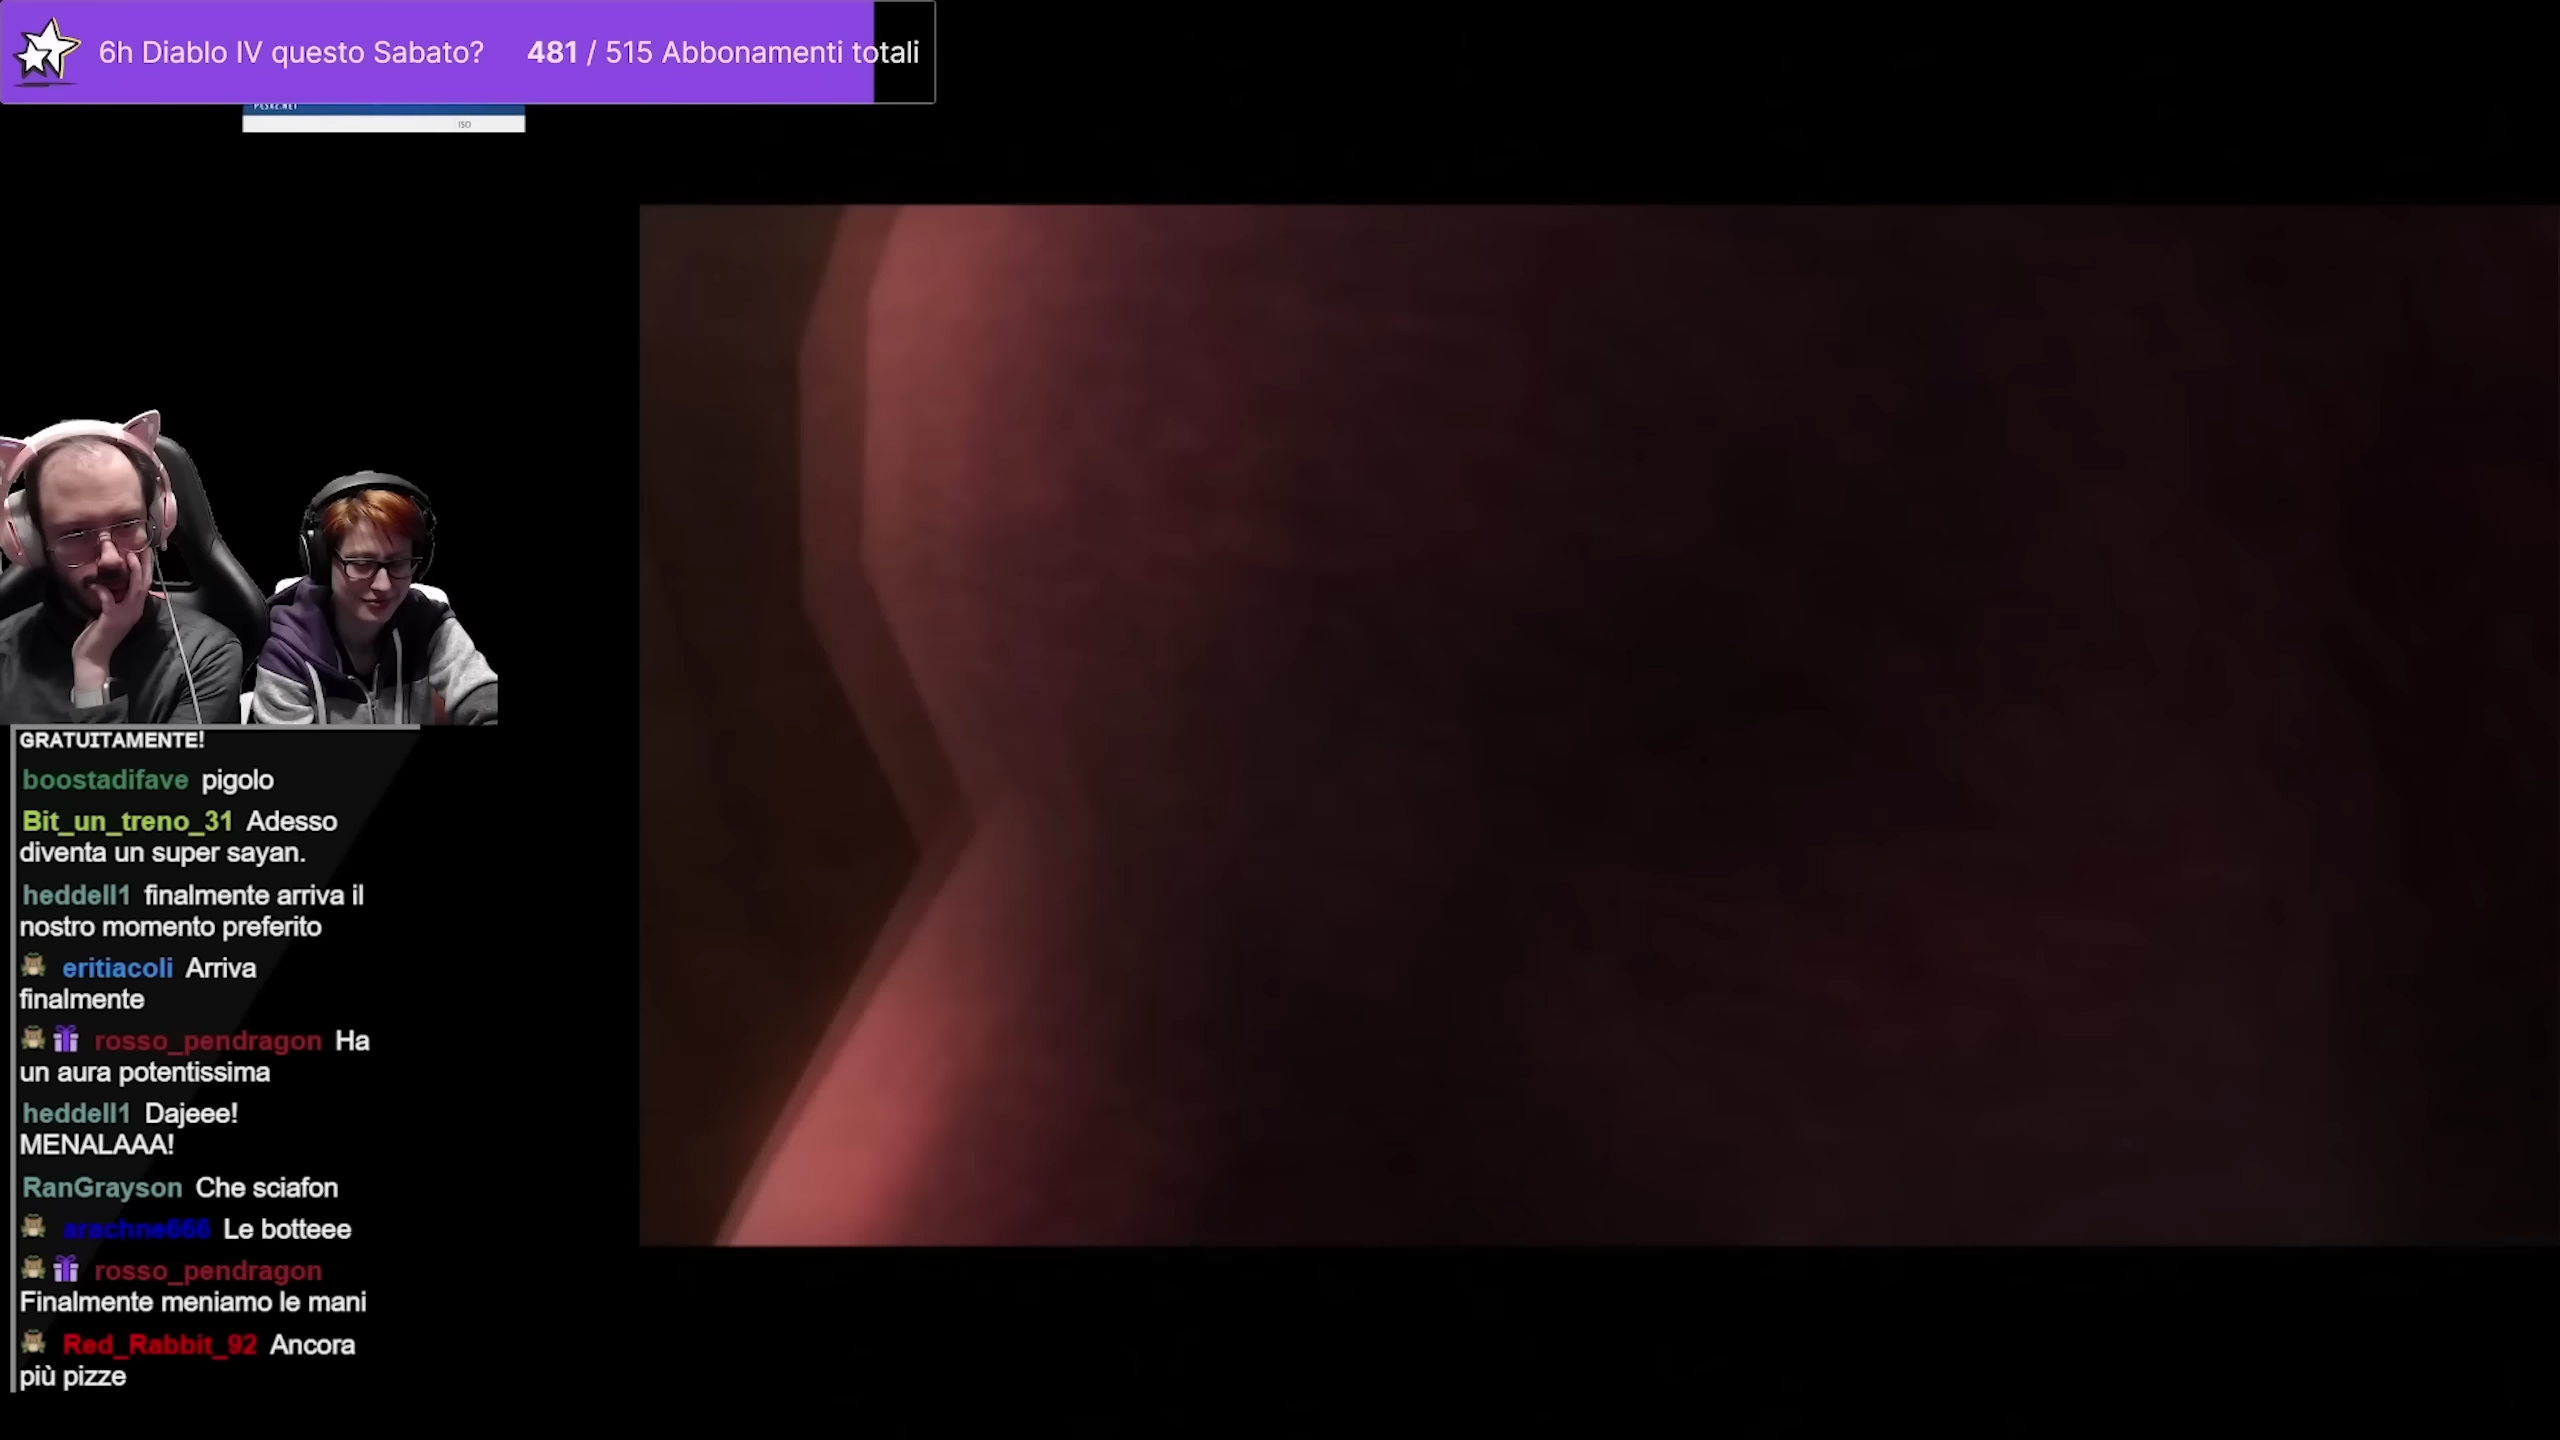 6h Diablo IV questo Sabato? 481 / 515 Abbonamenti totali
ISO
GRATUITAMENTE!
boostadifave pigolo
Bit_un_treno_31 Adesso
diventa un super sayan.
heddell1 finalmente arriva il
nostro momento preferito
eritiacoli Arriva
finalmente
rosso_pendragon Ha
un aura potentissima
heddell1 Dajeee!
MENALAAA!
RanGrayson Che sciafon
arachne666 Le botteee
rosso_pendragon
Finalmente meniamo le mani
Red_Rabbit_92 Ancora
più pizze